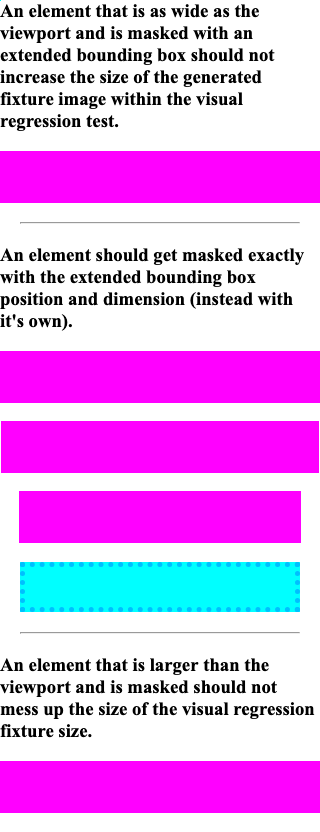 An element that is as wide as the
viewport and is masked with an
extended bounding box should not
increase the size of the generated
fixture image within the visual
regression test.
An element should get masked exactly
with the extended bounding box
position and dimension (instead with
it's own).
An element that is larger than the
viewport and is masked should not
mess up the size of the visual regression
fixture size.